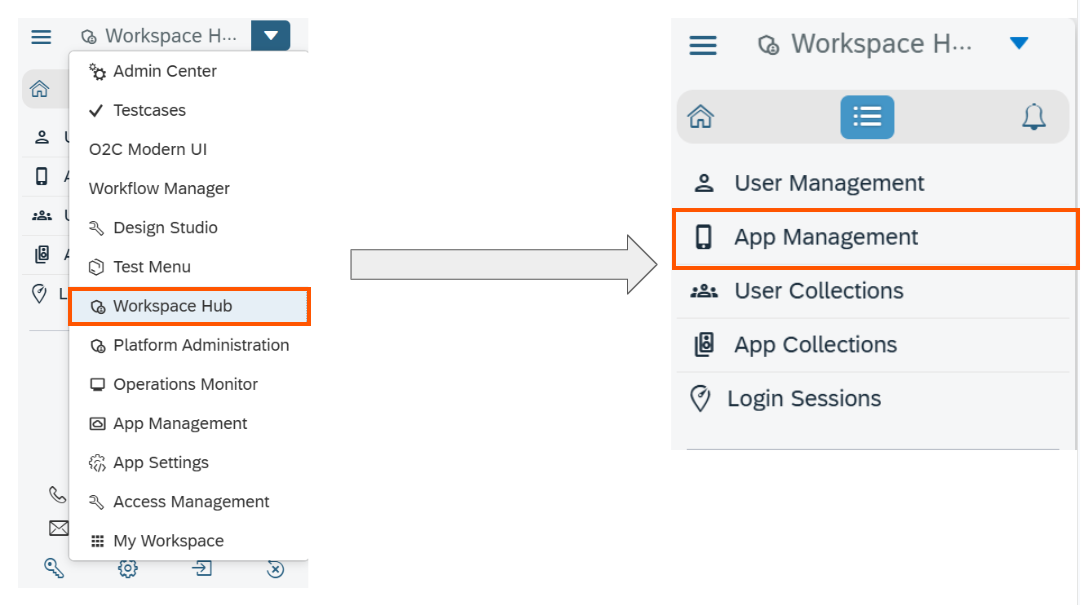 Workspace H...
Admin Center
Testcases
O2C Modern UI
Workflow Manager
Design Studio
Test Menu
Workspace Hub
Platform Administration
Operations Monitor
App Management
App Settings
Access Management
My Workspace
Workspace H...
User Management
App Management
User Collections
App Collections
Login Sessions